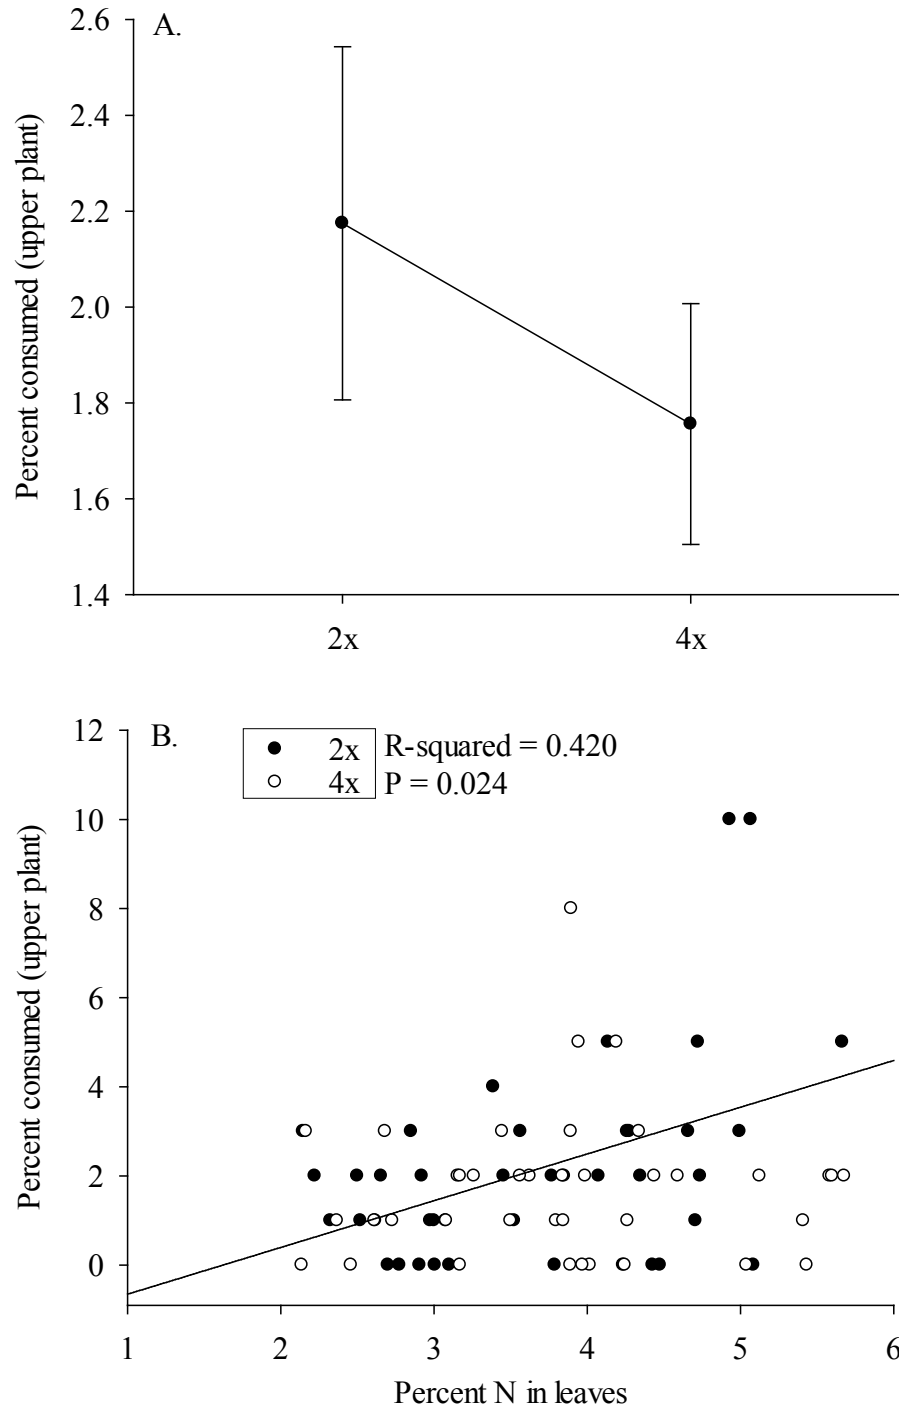 A.
Percent consumed (upper plant)
2.6
2.4
2.2
2.0
1.8
1.6
1.4
2x
4x
B.
2x
4x
R-squared = 0.420
P = 0.024
Percent consumed (upper plant)
12
10
8
6
4
2
0
1 2 3 4 5 6
Percent N in leaves